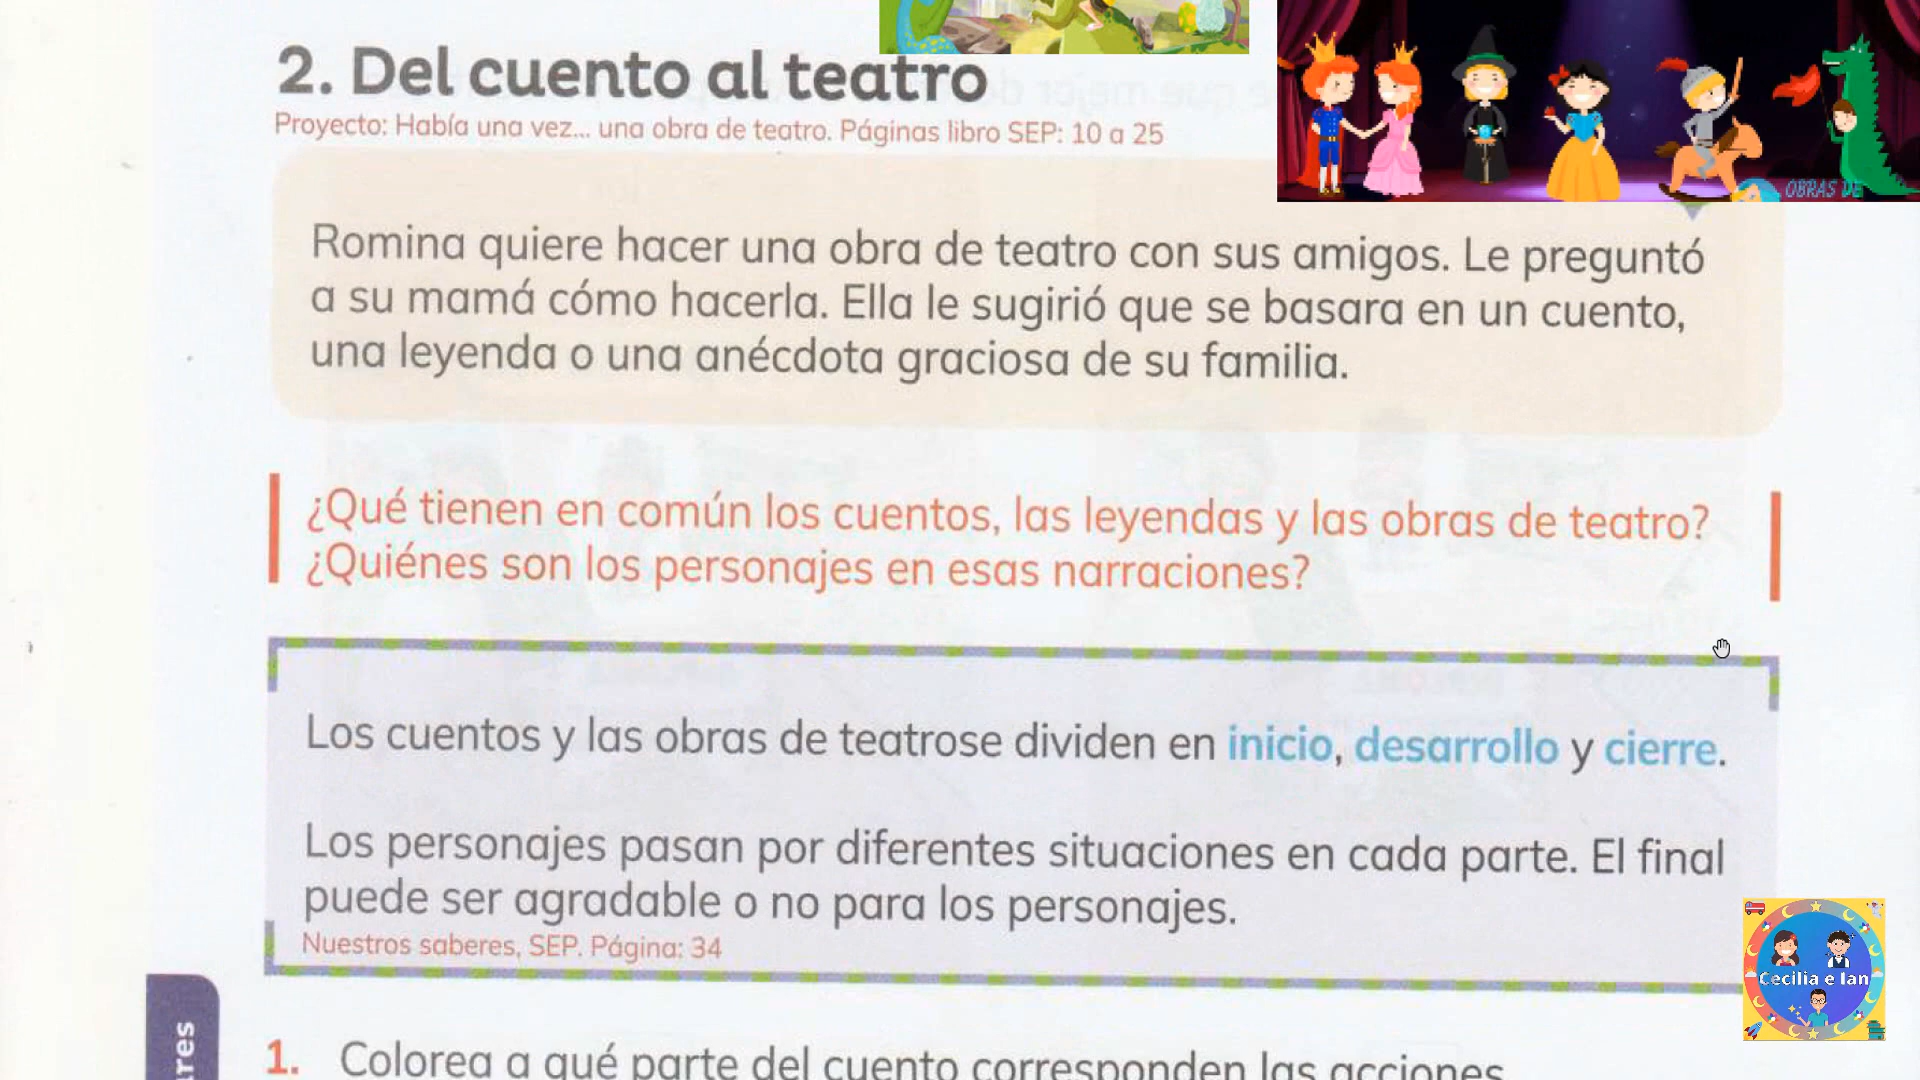 2. Del cuento al teatro
Proyecto: Había una vez... una obra de teatro. Páginas libro SEP: 10 a 25
OBRAS DE
Romina quiere hacer una obra de teatro con sus amigos. Le preguntó
a su mamá cómo hacerla. Ella le sugirió que se basara en un cuento,
una leyenda o una anécdota graciosa de su familia.
¿Qué tienen en común los cuentos, las leyendas y las obras de teatro?
¿Quiénes son los personajes en esas narraciones?
Los cuentos y las obras de teatrose dividen en inicio, desarrollo y cierre.
Los personajes pasan por diferentes situaciones en cada parte. El final
puede ser agradable o no para los personajes.
Nuestros saberes, SEP. Página: 34
Cecilia e Ian
1. Colorea a qué parte del cuento corresponden las acciones